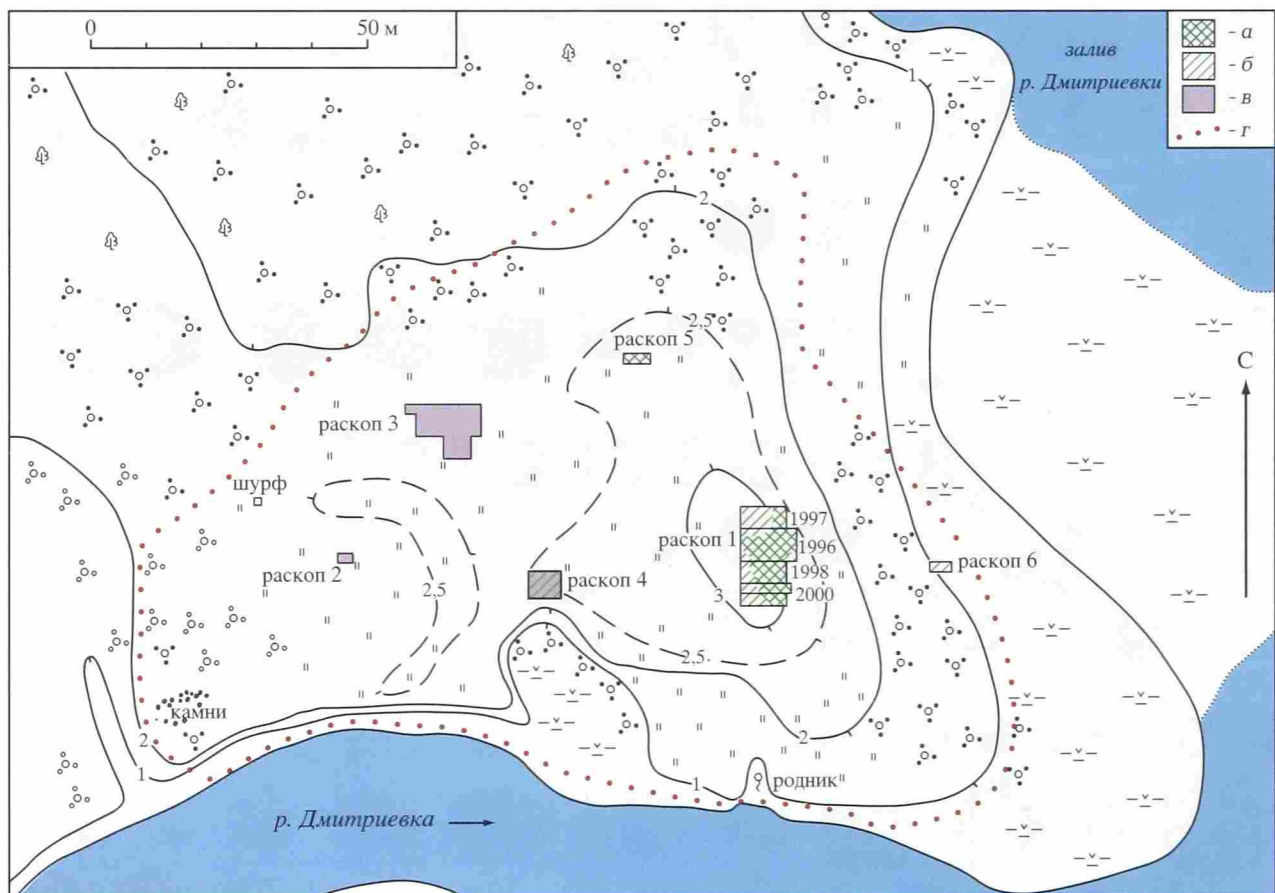 0 50 м
залив
р. Дмитриевки
- а
- б
- в
- г
1
2
2,5
раскоп 5
С
раскоп 3
шурф
раскоп 1
1997
1996
1998
2000
3
раскоп 2
2,5
раскоп 4
раскоп 6
2,5
камни
2
1
2
1
родник
р. Дмитриевка